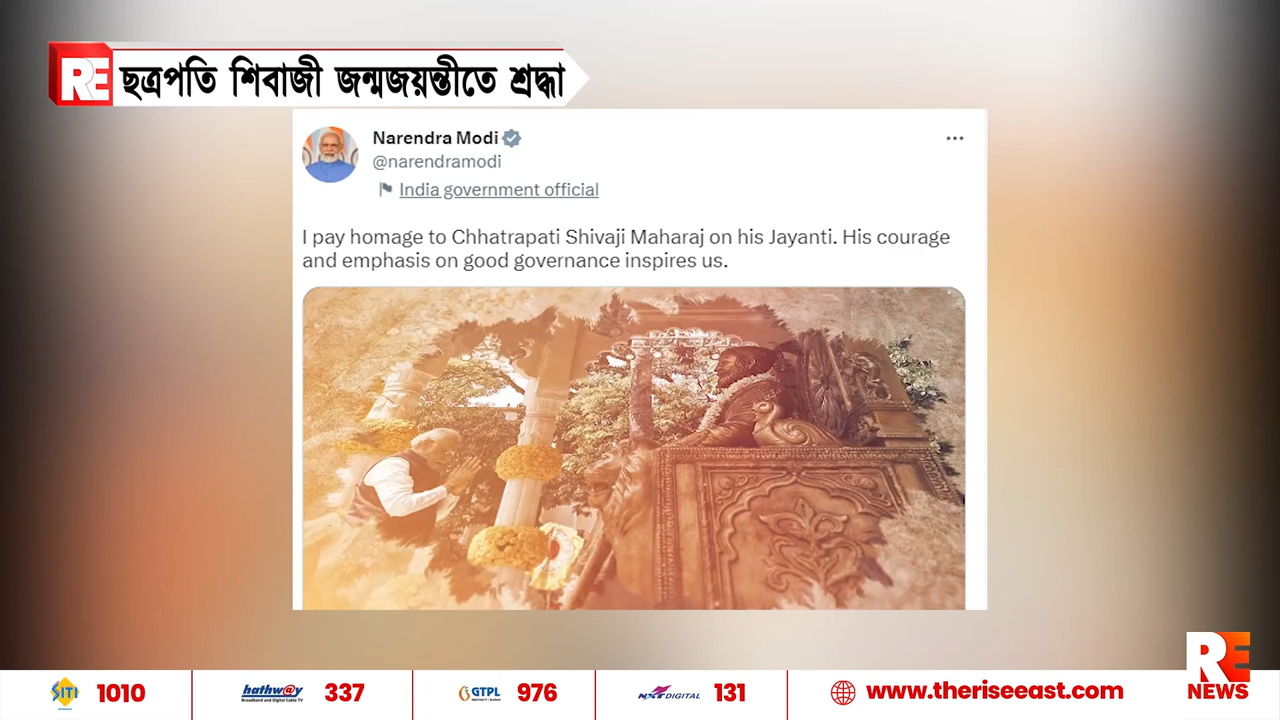 RE ছত্রপতি শিবাজী জন্মজয়ন্তীতে শ্রদ্ধা
Narendra Modi
@narendramodi
India government official
I pay homage to Chhatrapati Shivaji Maharaj on his Jayanti. His courage
and emphasis on good governance inspires us.
RE
NEWS
SITI 1010
hathw@y 337
Broadband and Digital Cable TV
GTPL 976
NXT DIGITAL 131
www.theriseeast.com